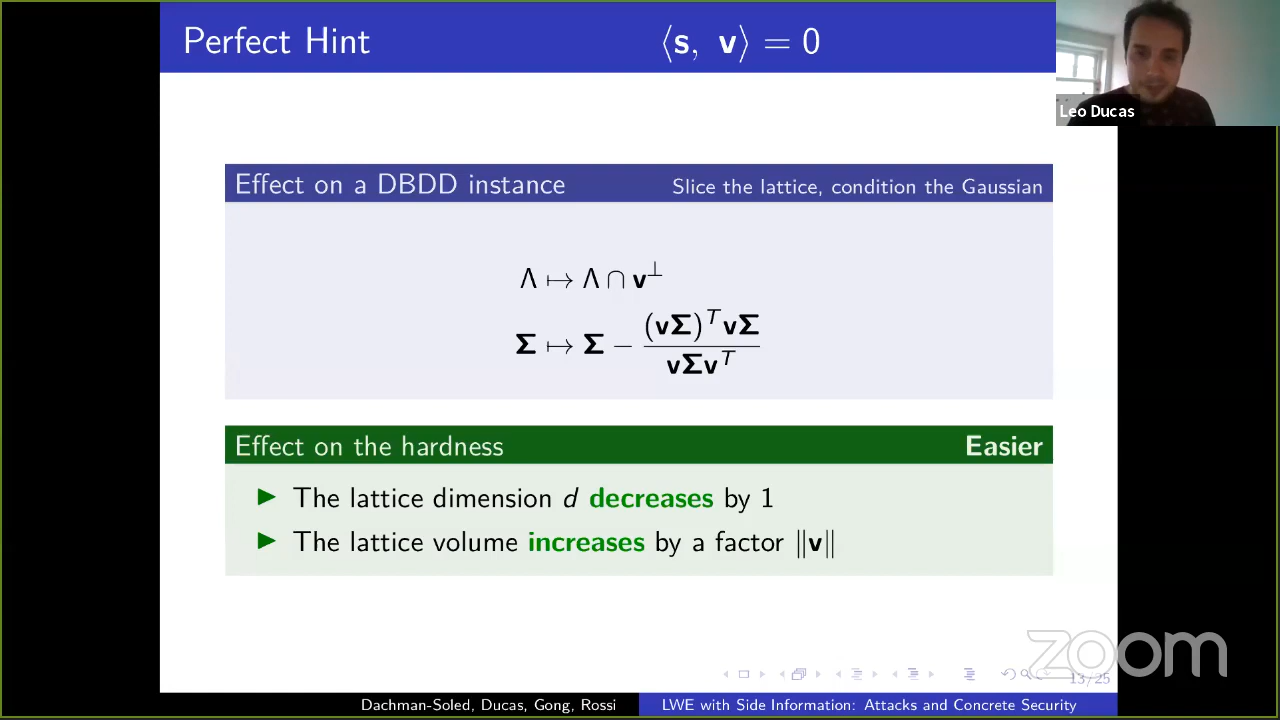 Perfect Hint ⟨s, v⟩ = 0
Leo Ducas
Effect on a DBDD instance Slice the lattice, condition the Gaussian
Λ ↦ Λ ∩ v^⊥
Σ ↦ Σ − (vΣ)^T vΣ / vΣv^T
Effect on the hardness Easier
▶ The lattice dimension d decreases by 1
▶ The lattice volume increases by a factor ‖v‖
zoom
13/25
Dachman-Soled, Ducas, Gong, Rossi LWE with Side Information: Attacks and Concrete Security